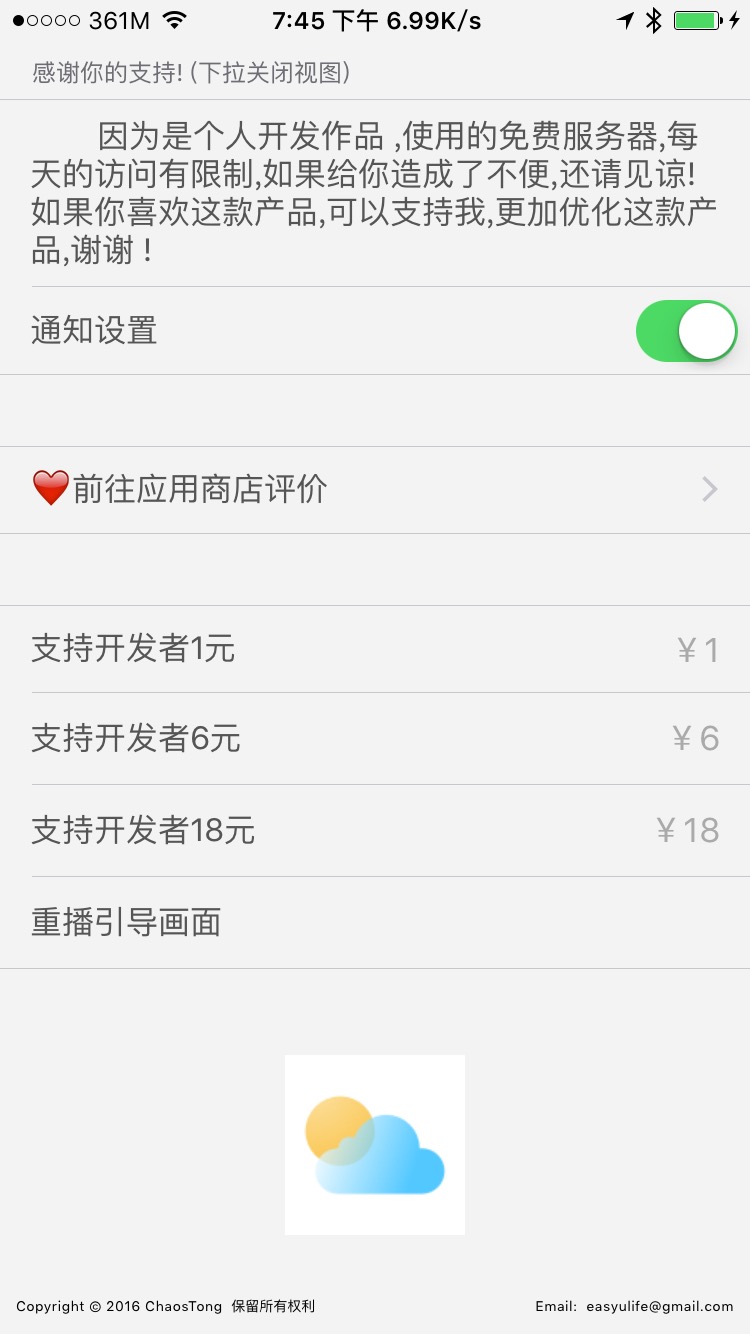 361M 7:45 下午 6.99K/s
感谢你的支持! (下拉关闭视图)
因为是个人开发作品 ,使用的免费服务器,每
天的访问有限制,如果给你造成了不便,还请见谅!
如果你喜欢这款产品,可以支持我,更加优化这款产
品,谢谢 !
通知设置
❤️前往应用商店评价
支持开发者1元 ¥ 1
支持开发者6元 ¥ 6
支持开发者18元 ¥ 18
重播引导画面
Copyright © 2016 ChaosTong 保留所有权利 Email: easyulife@gmail.com